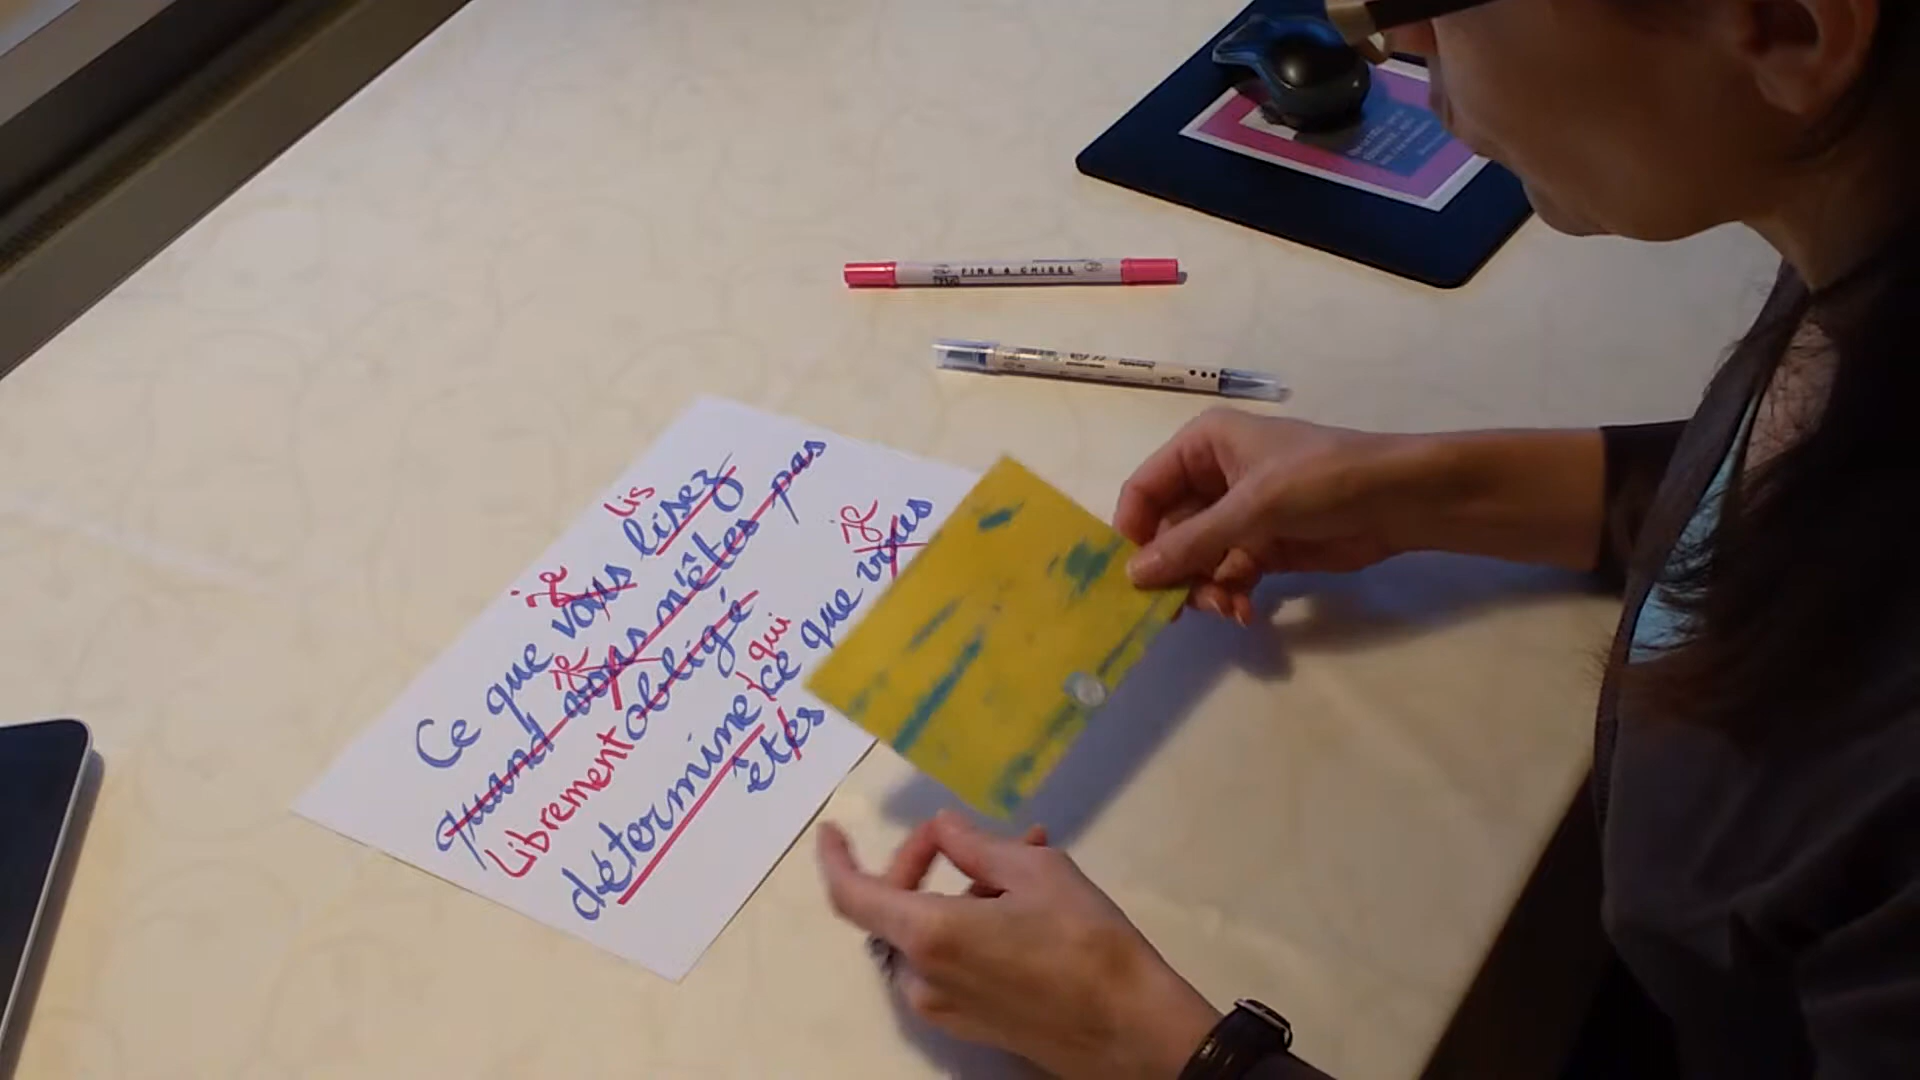 lis
je
Ce que vous lisez
je
quand vous n'êtes pas
Librement obligé
qui je
détermine ce que vous
êtes
FINE & CHISEL